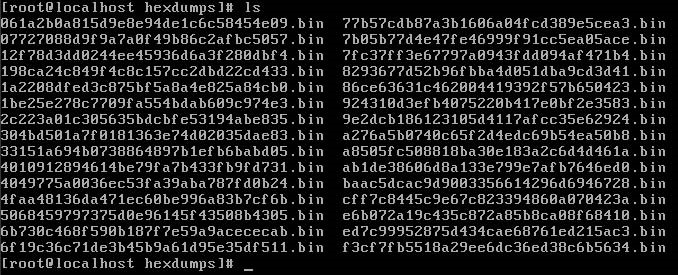 [root@localhost hexdumps]# ls
061a2b0a815d9e8e94de1c6c58454e09.bin  77b57cdb87a3b1606a04fcd389e5cea3.bin
07727088d9f9a7a0f49b86c2afbc5057.bin  7b05b77d4e47fe46999f91cc5ea05ace.bin
12f78d3dd0244ee45936d6a3f280dbf4.bin  7fc37ff3e67797a0943fdd094af471b4.bin
198ca24c849f4c8c157cc2dbd22cd433.bin  8293677d52b96fbba4d051dba9cd3d41.bin
1a2208dfed3c875bf5a8a4e825a84cb0.bin  86ce63631c462004419392f57b650423.bin
1be25e278c7709fa554bdab609c974e3.bin  924310d3efb4075220b417e0bf2e3583.bin
2c223a01c305635bdcbfe53194abe835.bin  9e2dcb186123105d4117afcc35e62924.bin
304bd501a7f0181363e74d02035dae83.bin  a276a5b0740c65f2d4edc69b54ea50b8.bin
33151a694b0738864897b1efb6babd05.bin  a8505fc508818ba30e183a2c6d4d461a.bin
4010912894614be79fa7b433fb9fd731.bin  ab1de38606d8a133e799e7afb7646ed0.bin
4049775a0036ec53fa39aba787fd0b24.bin  baac5dcac9d9003356614296d6946728.bin
4faa48136da471ec60be996a83b7cf6b.bin  cff7c8445c9e67c823394860a070423a.bin
5068459797375d0e96145f43508b4305.bin  e6b072a19c435c872a85b8ca08f68410.bin
6b730c468f590b187f7e59a9acececab.bin  ed7c99952875d434cae68761ed215ac3.bin
6f19c36c71de3b45b9a61d95e35df511.bin  f3cf7fb5518a29ee6dc36ed38c6b5634.bin
[root@localhost hexdumps]# _